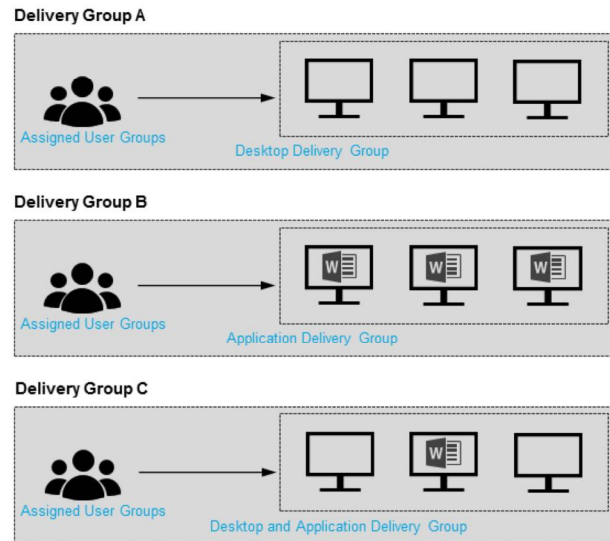 Delivery Group A
Assigned User Groups
Desktop Delivery Group
Delivery Group B
W W W
Assigned User Groups
Application Delivery Group
Delivery Group C
W
Assigned User Groups
Desktop and Application Delivery Group